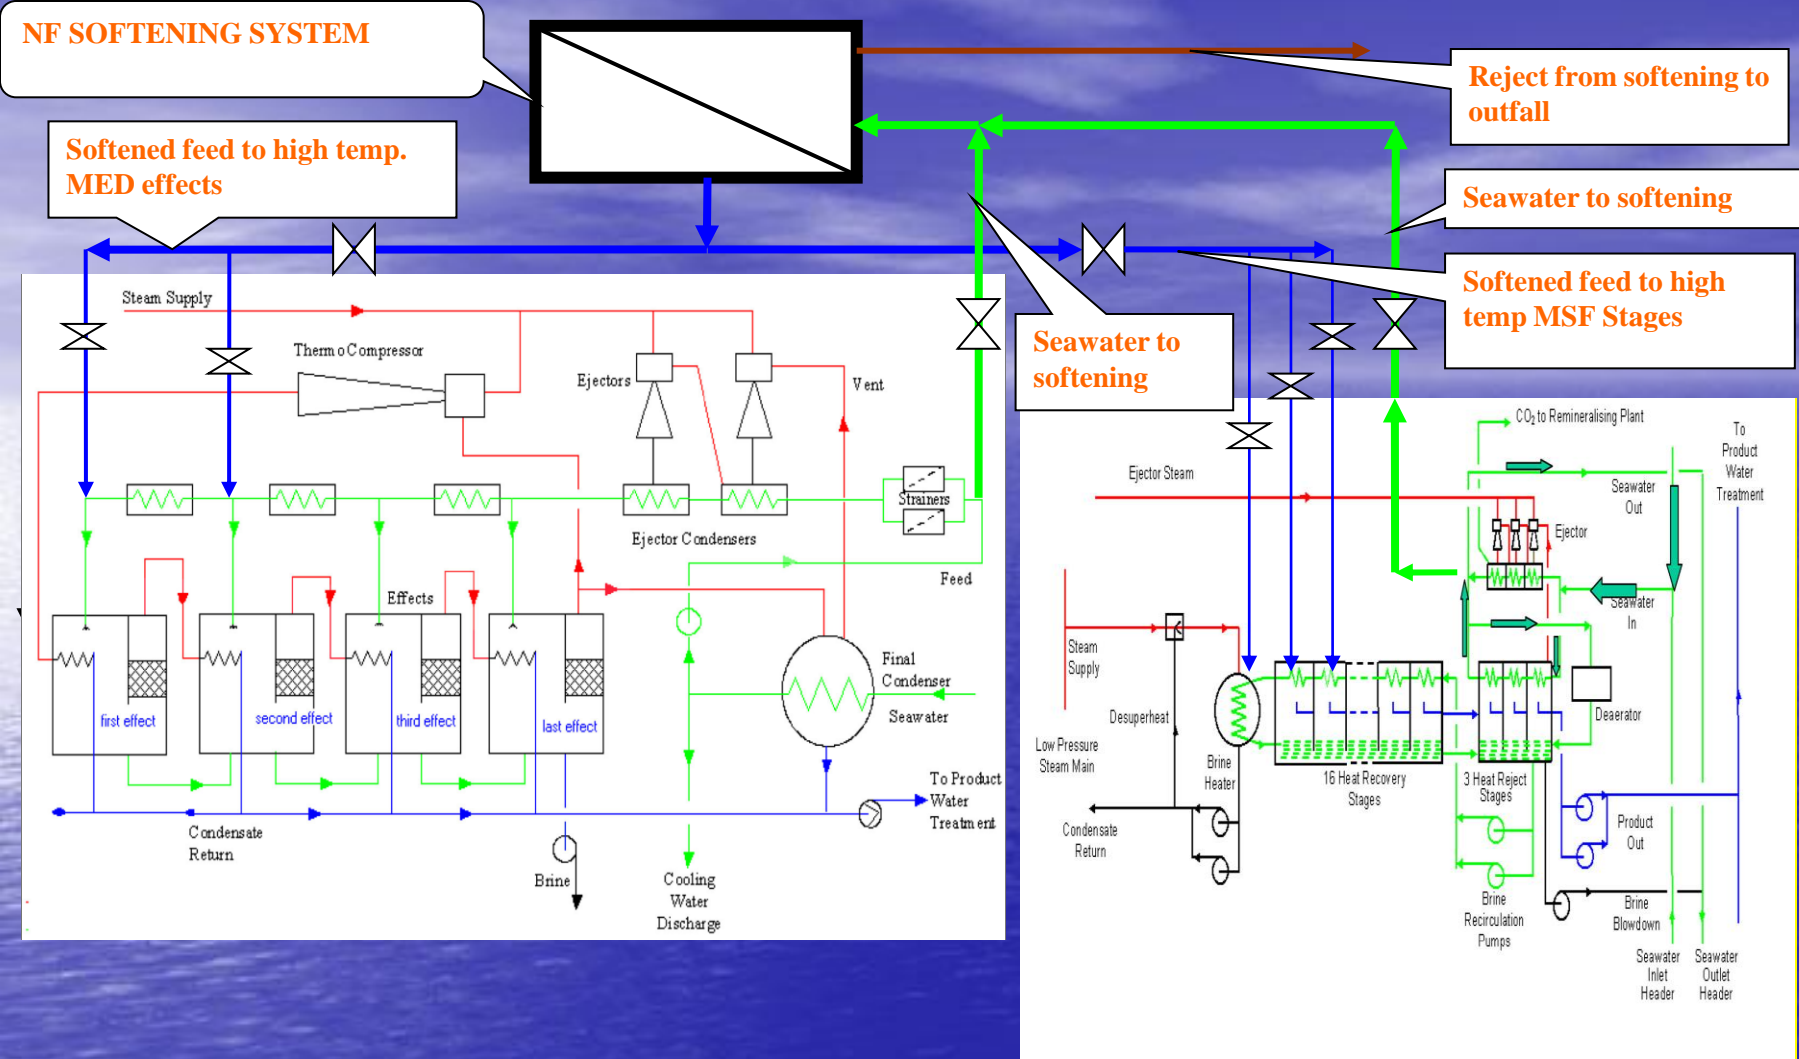 NF SOFTENING SYSTEM
Reject from softening to
outfall
Softened feed to high temp.
MED effects
Seawater to softening
Softened feed to high
temp MSF Stages
Seawater to
softening
Steam Supply
ThermoCompressor
Ejectors
Vent
Strainers
Ejector Condensers
Feed
Effects
Final
Condenser
Seawater
first effect
second effect
third effect
last effect
To Product
Water
Treatment
Condensate
Return
Brine
Cooling
Water
Discharge
CO2 to Remineralising Plant
To
Product
Water
Treatment
Ejector Steam
Seawater
Out
Ejector
Seawater
In
Steam
Supply
Deaerator
Desuperheat
Low Pressure
Steam Main
Brine
Heater
16 Heat Recovery
Stages
3 Heat Reject
Stages
Condensate
Return
Product
Out
Brine
Recirculation
Pumps
Brine
Blowdown
Seawater
Inlet
Header
Seawater
Outlet
Header